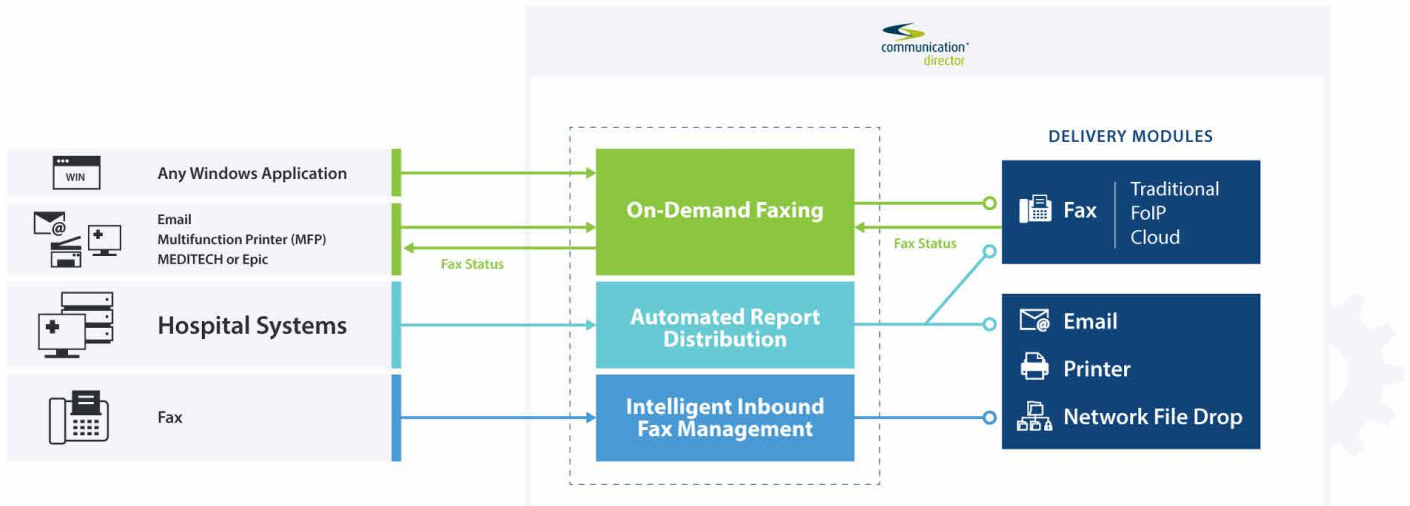 communication*
director
DELIVERY MODULES
WIN
Any Windows Application
Email
Multifunction Printer (MFP)
MEDITECH or Epic
Fax Status
On-Demand Faxing
Fax Status
Fax
Traditional
FoIP
Cloud
Hospital Systems
Automated Report
Distribution
Email
Printer
Network File Drop
Fax
Intelligent Inbound
Fax Management